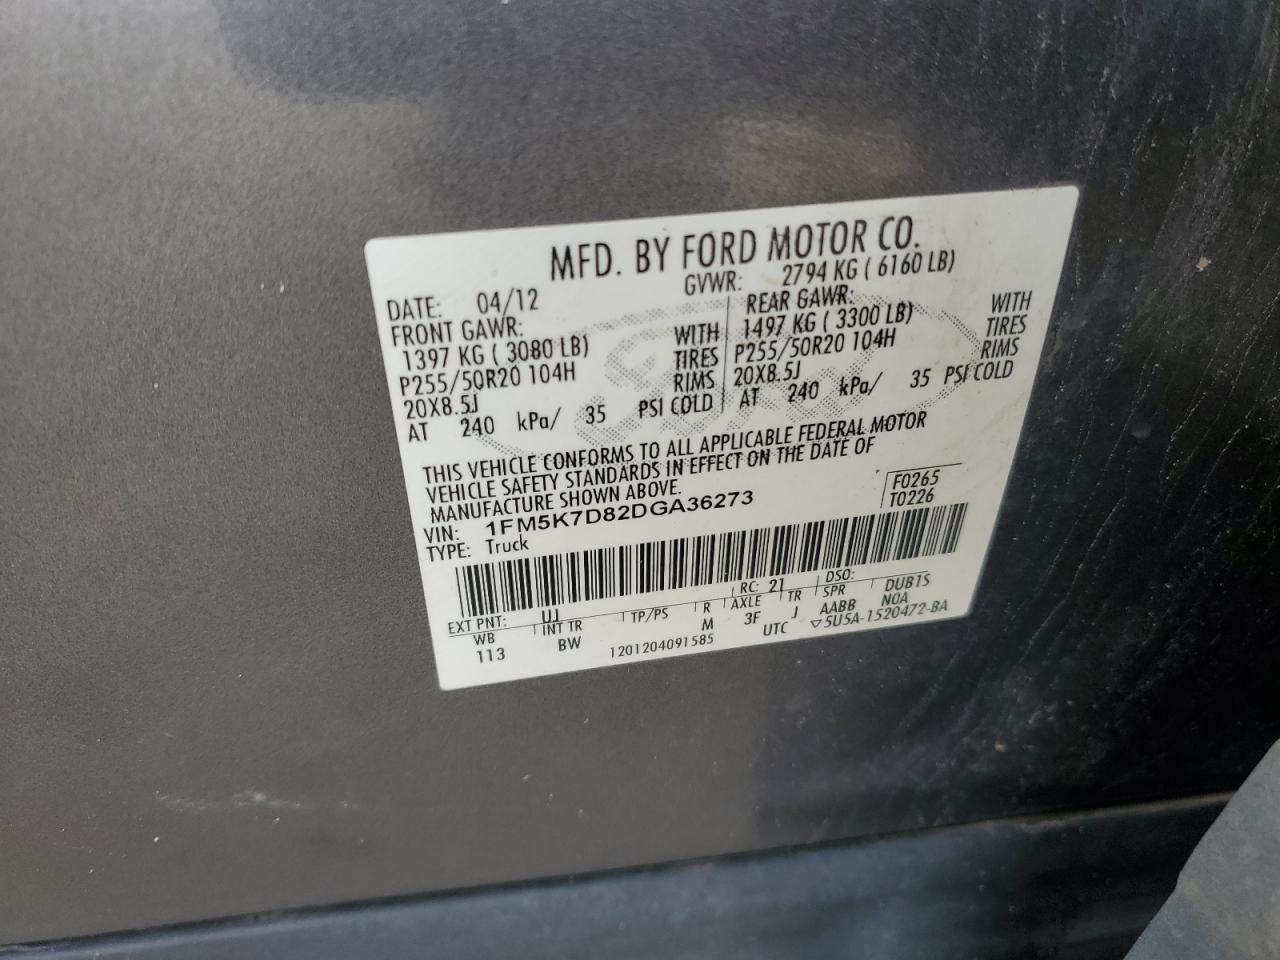 MFD. BY FORD MOTOR CO.
DATE: 04/12 GVWR: 2794 KG ( 6160 LB)
FRONT GAWR: REAR GAWR:
1397 KG ( 3080 LB) WITH 1497 KG ( 3300 LB) WITH
P255/50R20 104H TIRES P255/50R20 104H TIRES
20X8.5J RIMS 20X8.5J RIMS
AT 240 kPa/ 35 PSI COLD AT 240 kPa/ 35 PSI COLD
THIS VEHICLE CONFORMS TO ALL APPLICABLE FEDERAL MOTOR
VEHICLE SAFETY STANDARDS IN EFFECT ON THE DATE OF
MANUFACTURE SHOWN ABOVE.
F0265
T0226
VIN: 1FM5K7D82DGA36273
TYPE: Truck
EXT PNT: UJ RC: 21 DSO:
WB INT TR TP/PS R AXLE TR SPR DUB1S
113 BW M 3F J AABB NOA
1201204091585 UTC ▽5U5A-1520472-BA